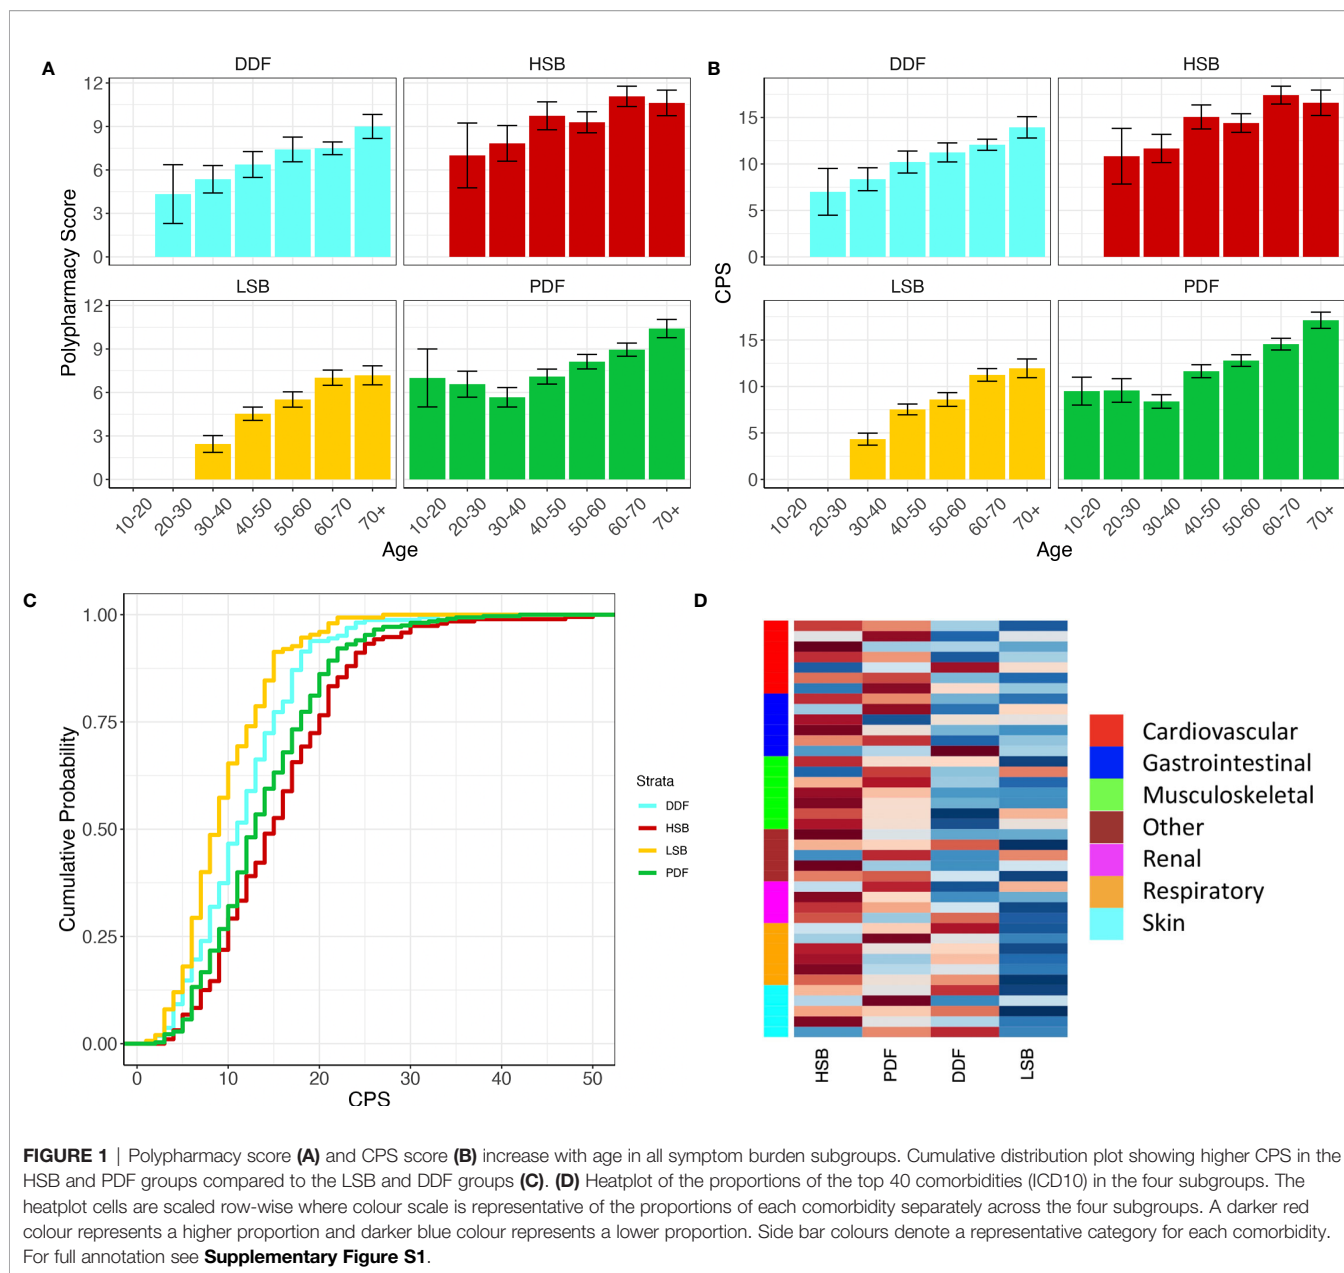 A
DDF
HSB
12
9
6
3
0
LSB
PDF
12
9
6
3
0
Polypharmacy Score
10-20
20-30
30-40
40-50
50-60
60-70
70+
10-20
20-30
30-40
40-50
50-60
60-70
70+
Age
B
DDF
HSB
15
10
5
0
LSB
PDF
15
10
5
0
CPS
10-20
20-30
30-40
40-50
50-60
60-70
70+
10-20
20-30
30-40
40-50
50-60
60-70
70+
Age
C
1.00
0.75
0.50
0.25
0.00
Cumulative Probability
0
10
20
30
40
50
CPS
Strata
DDF
HSB
LSB
PDF
D
HSB
PDF
DDF
LSB
Cardiovascular
Gastrointestinal
Musculoskeletal
Other
Renal
Respiratory
Skin
FIGURE 1 | Polypharmacy score (A) and CPS score (B) increase with age in all symptom burden subgroups. Cumulative distribution plot showing higher CPS in the
HSB and PDF groups compared to the LSB and DDF groups (C). (D) Heatplot of the proportions of the top 40 comorbidities (ICD10) in the four subgroups. The
heatplot cells are scaled row-wise where colour scale is representative of the proportions of each comorbidity separately across the four subgroups. A darker red
colour represents a higher proportion and darker blue colour represents a lower proportion. Side bar colours denote a representative category for each comorbidity.
For full annotation see Supplementary Figure S1.